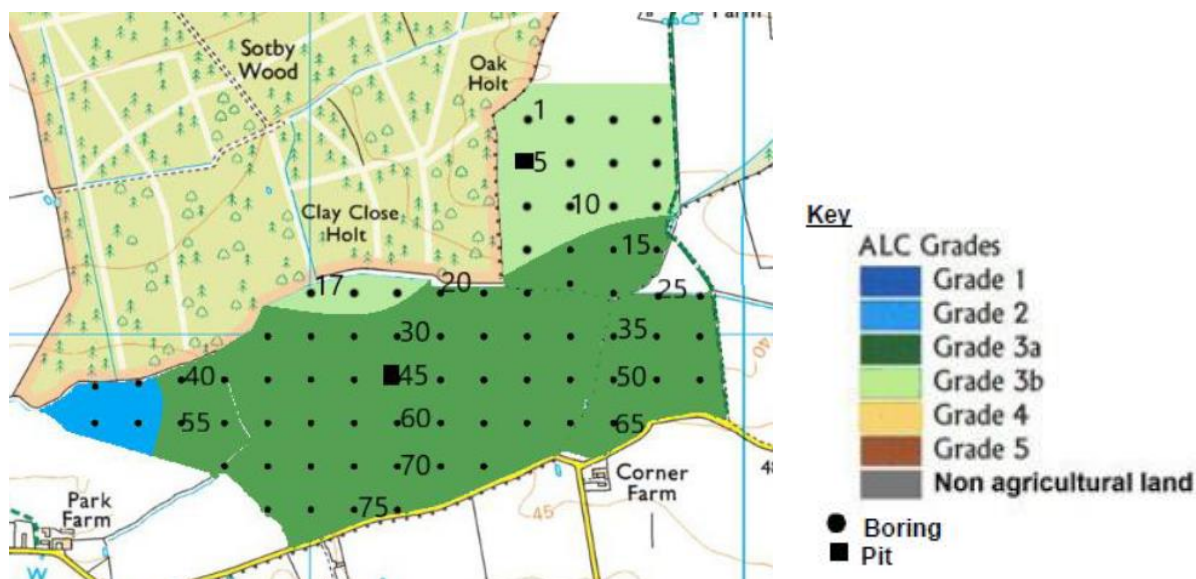 Farm
Sotby
Wood
Oak
Holt
1
5
10
Clay Close
Holt
15
17
20
25
30
35
40
45
50
55
60
65
70
75
Corner
Farm
Park
Farm
45
40
48
W
Key
ALC Grades
Grade 1
Grade 2
Grade 3a
Grade 3b
Grade 4
Grade 5
Non agricultural land
Boring
Pit